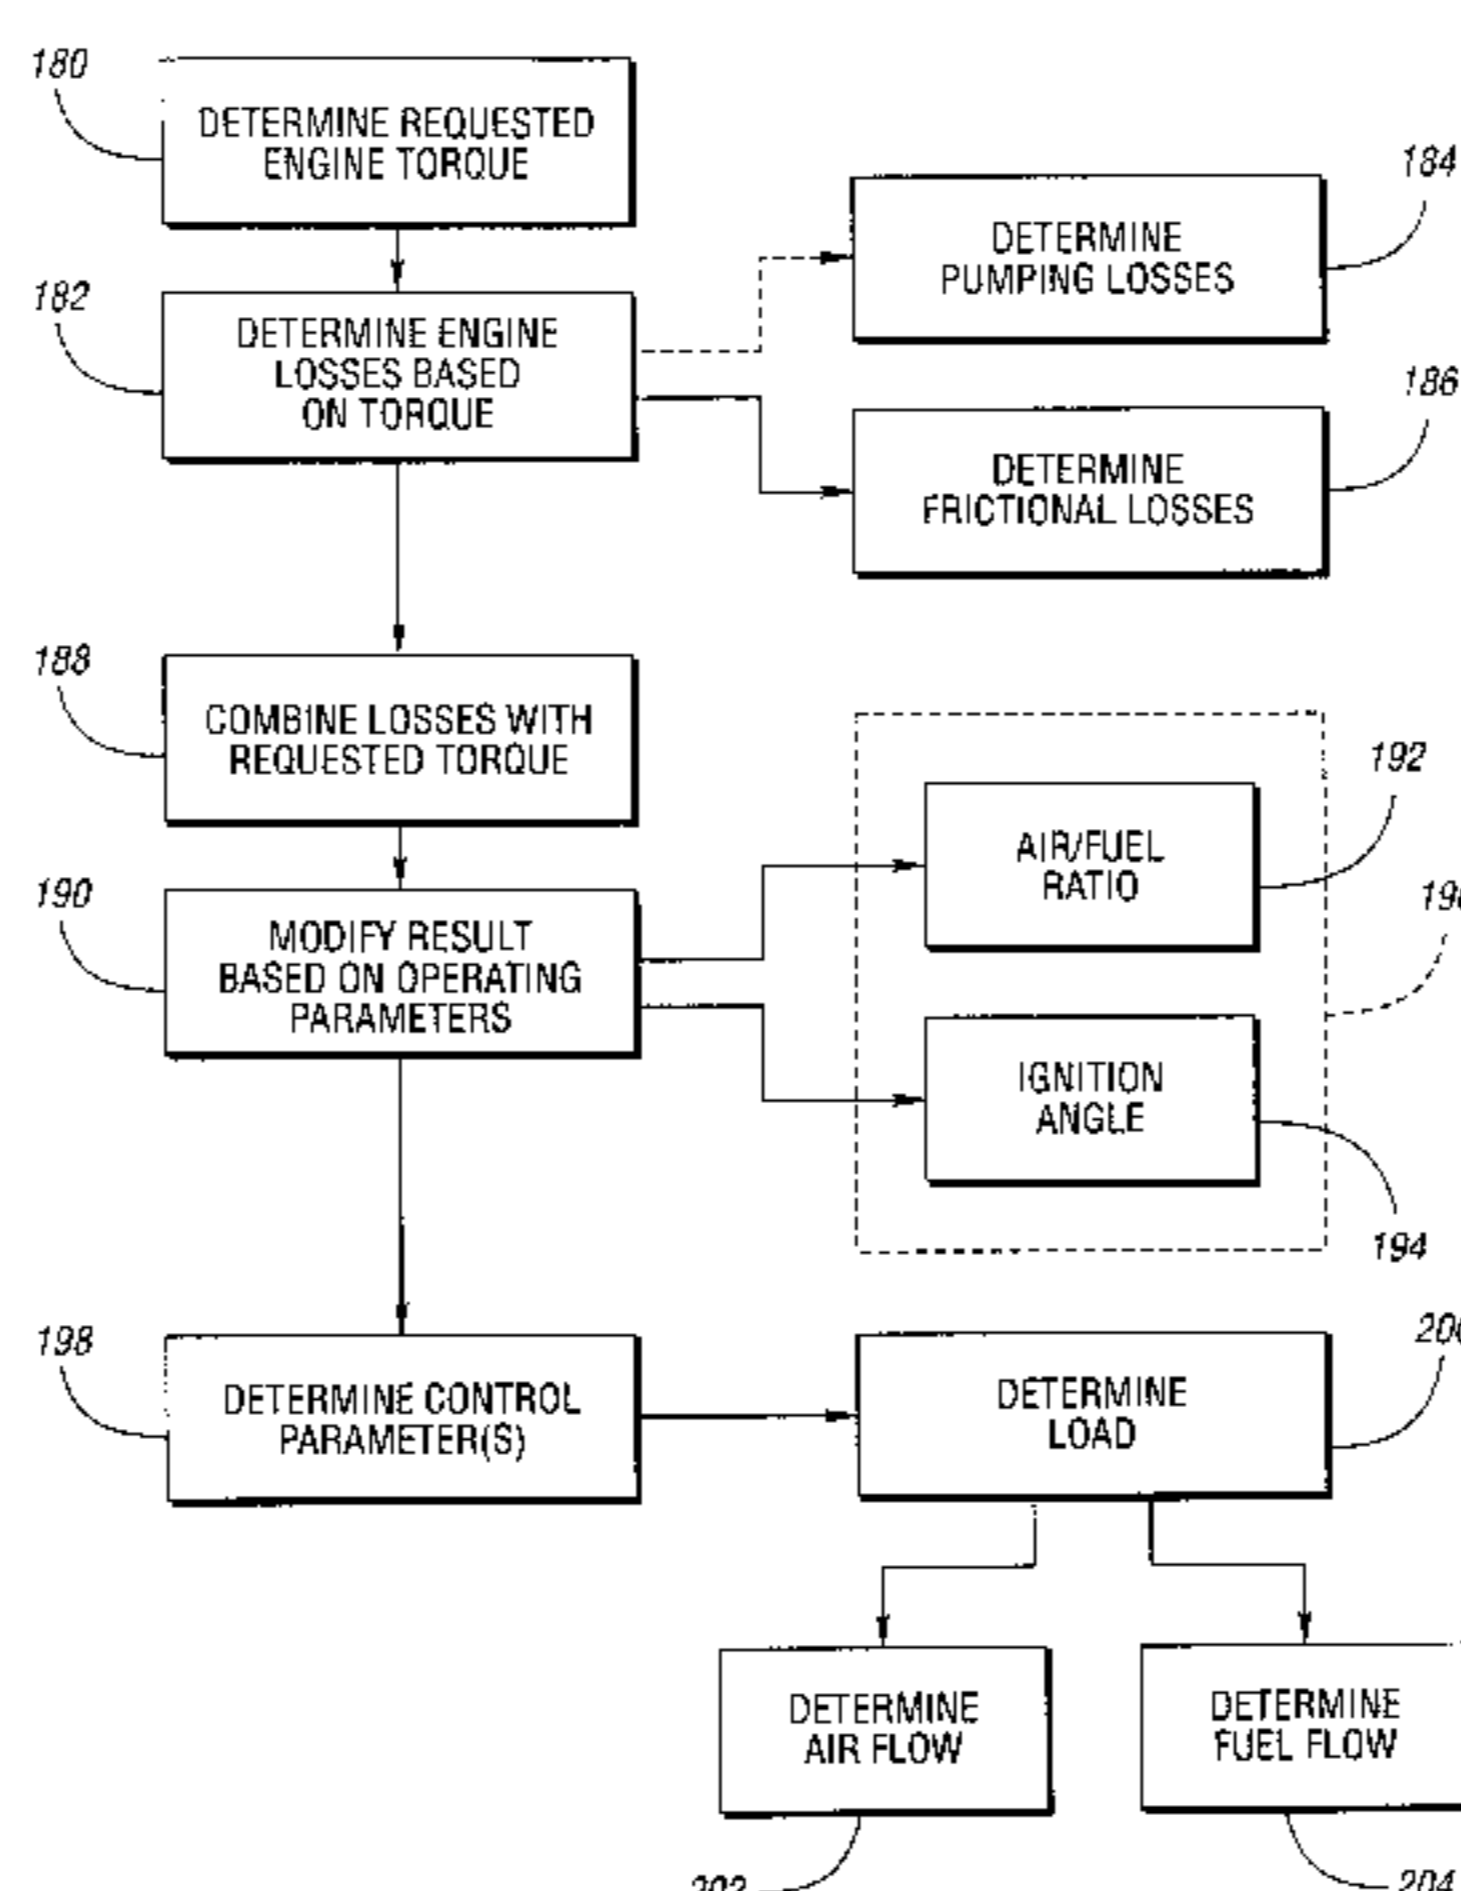 180
DETERMINE REQUESTED
ENGINE TORQUE
184
DETERMINE
PUMPING LOSSES
182
DETERMINE ENGINE
LOSSES BASED
ON TORQUE
186
DETERMINE
FRICTIONAL LOSSES
188
COMBINE LOSSES WITH
REQUESTED TORQUE
192
AIR/FUEL
RATIO
190
MODIFY RESULT
BASED ON OPERATING
PARAMETERS
IGNITION
ANGLE
194
198
DETERMINE CONTROL
PARAMETER(S)
DETERMINE
LOAD
DETERMINE
AIR FLOW
DETERMINE
FUEL FLOW
202
204